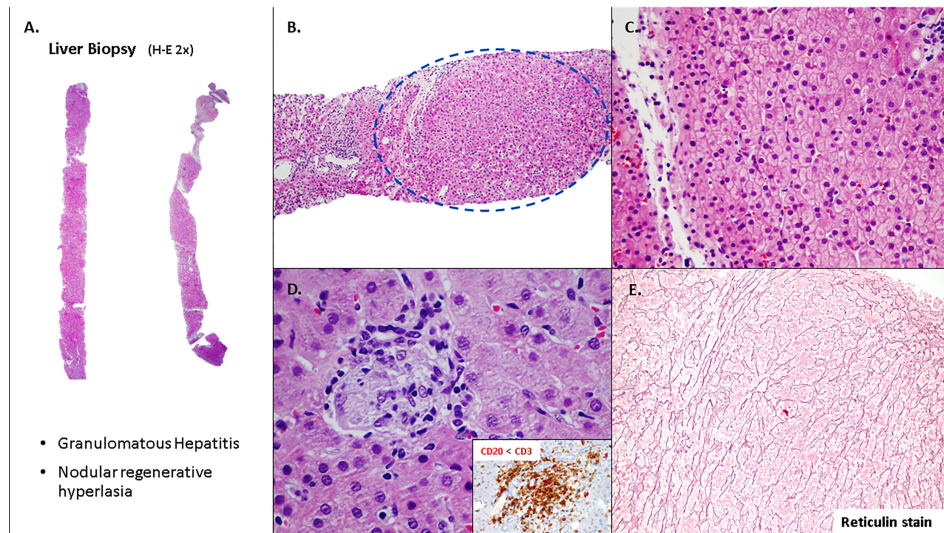 A.
Liver Biopsy (H-E 2x)
• Granulomatous Hepatitis
• Nodular regenerative
hyperlasia
B.
C.
D.
CD20 < CD3
E.
Reticulin stain